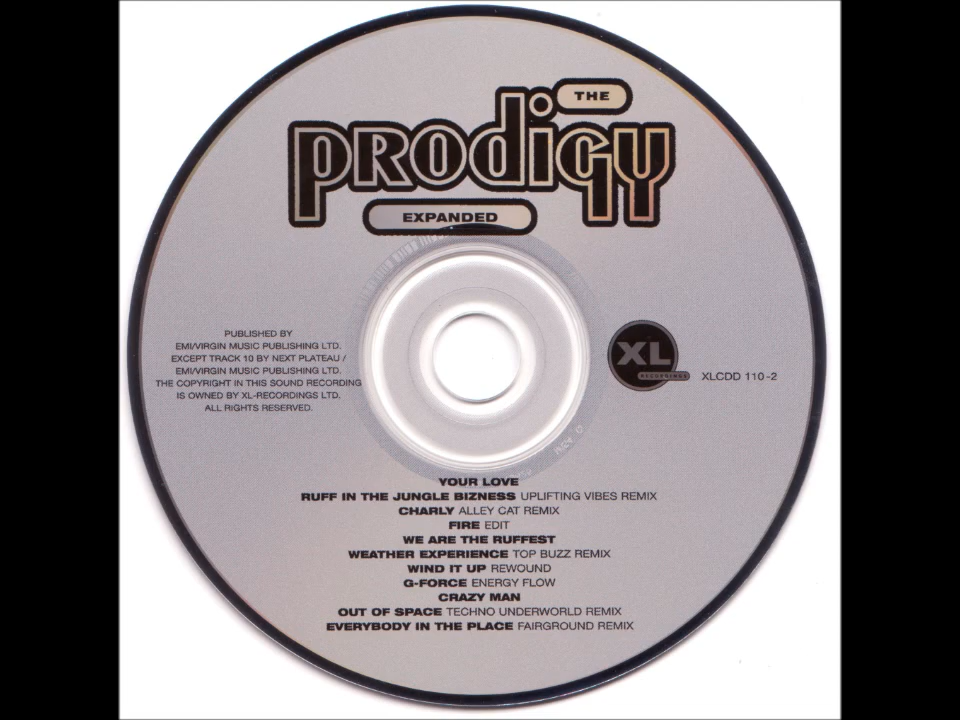 THE
prodigy
EXPANDED
PUBLISHED BY
EMI/VIRGIN MUSIC PUBLISHING LTD.
EXCEPT TRACK 10 BY NEXT PLATEAU /
EMI/VIRGIN MUSIC PUBLISHING LTD.
THE COPYRIGHT IN THIS SOUND RECORDING
IS OWNED BY XL-RECORDINGS LTD.
ALL RIGHTS RESERVED.
XL
RECORDINGS
XLCDD 110-2
YOUR LOVE
RUFF IN THE JUNGLE BIZNESS UPLIFTING VIBES REMIX
CHARLY ALLEY CAT REMIX
FIRE EDIT
WE ARE THE RUFFEST
WEATHER EXPERIENCE TOP BUZZ REMIX
WIND IT UP REWOUND
G-FORCE ENERGY FLOW
CRAZY MAN
OUT OF SPACE TECHNO UNDERWORLD REMIX
EVERYBODY IN THE PLACE FAIRGROUND REMIX